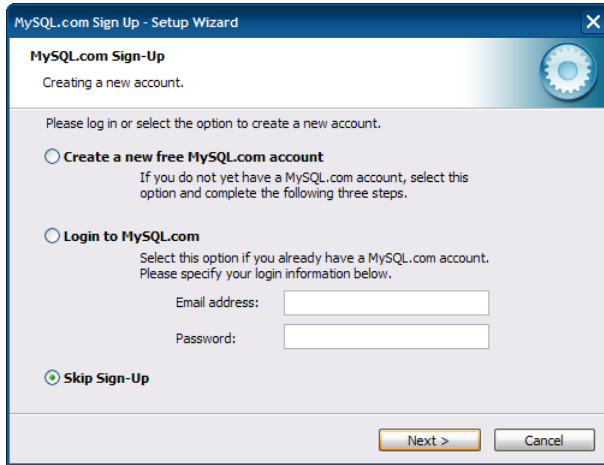 MySQL.com Sign Up - Setup Wizard
MySQL.com Sign-Up
Creating a new account.
Please log in or select the option to create a new account.
Create a new free MySQL.com account
If you do not yet have a MySQL.com account, select this
option and complete the following three steps.
Login to MySQL.com
Select this option if you already have a MySQL.com account.
Please specify your login information below.
Email address:
Password:
Skip Sign-Up
Next >
Cancel